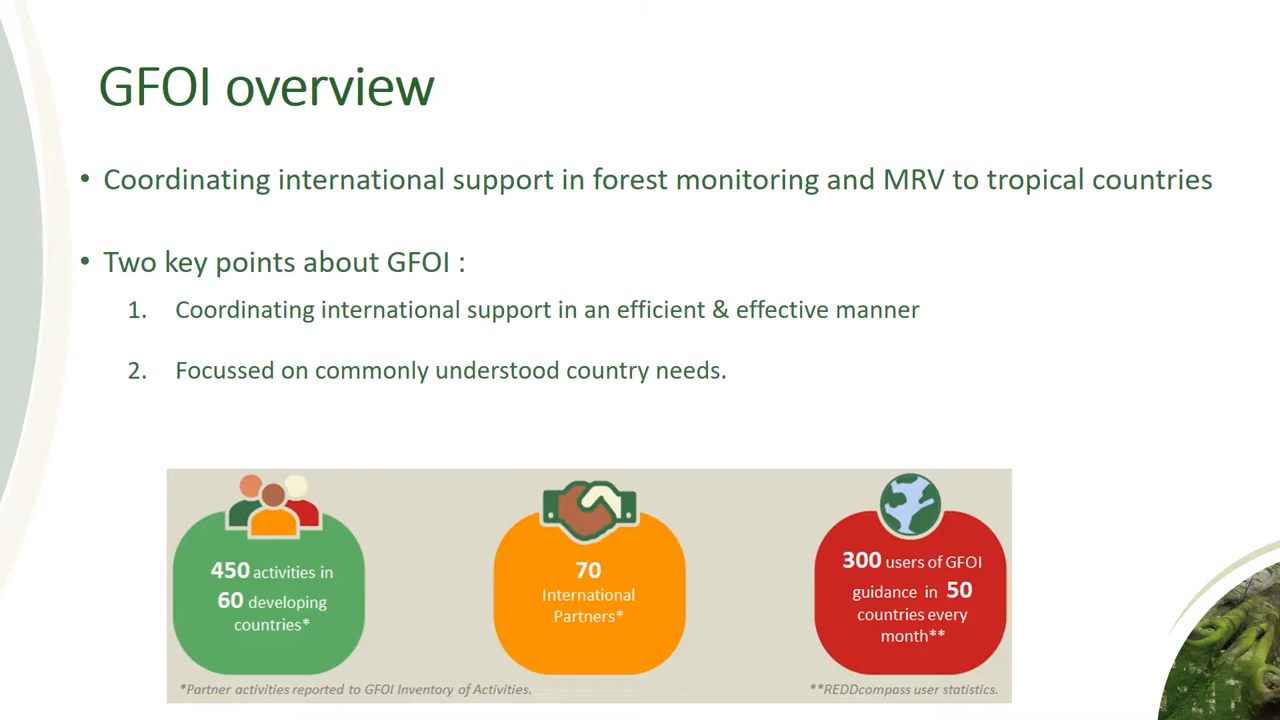 GFOI overview
• Coordinating international support in forest monitoring and MRV to tropical countries
• Two key points about GFOI :
1. Coordinating international support in an efficient & effective manner
2. Focussed on commonly understood country needs.
450 activities in
60 developing
countries*
70
International
Partners*
300 users of GFOI
guidance in 50
countries every
month**
*Partner activities reported to GFOI Inventory of Activities.
**REDDcompass user statistics.